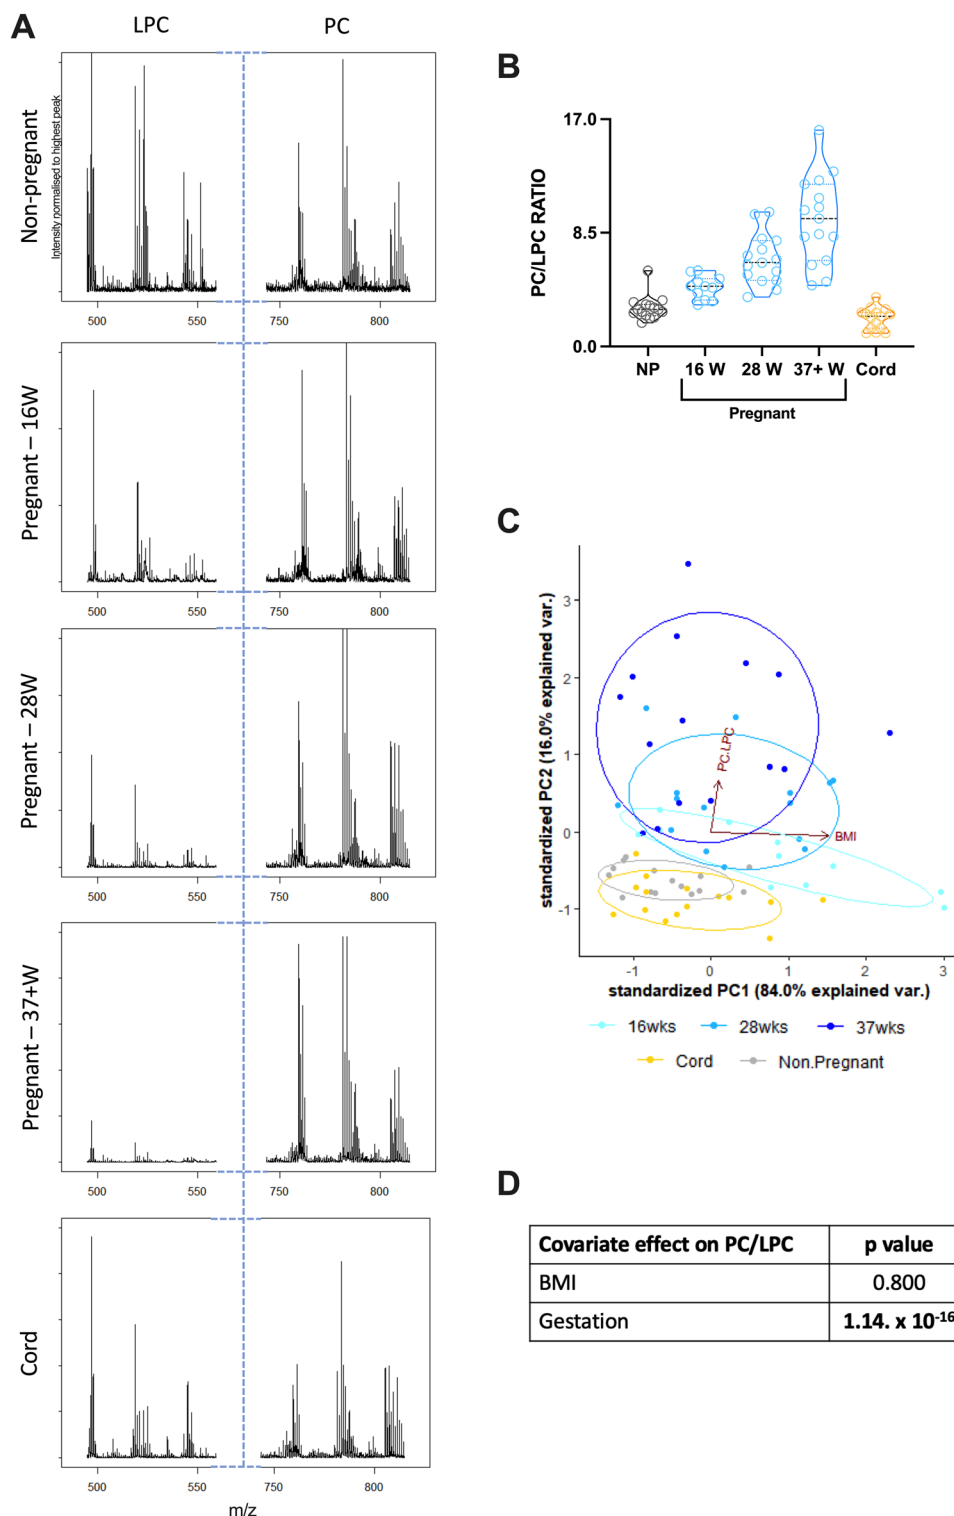 A
LPC
PC
Non-pregnant
Intensity normalised to highest peak
500
550
750
800
Pregnant – 16W
500
550
750
800
Pregnant – 28W
500
550
750
800
Pregnant – 37+W
500
550
750
800
Cord
500
550
750
800
m/z
B
PC/LPC RATIO
17.0
8.5
0.0
NP
16 W
28 W
37+ W
Cord
Pregnant
C
standardized PC2 (16.0% explained var.)
3
2
1
0
-1
PC.LPC
BMI
-1
0
1
2
3
standardized PC1 (84.0% explained var.)
16wks
28wks
37wks
Cord
Non.Pregnant
D
Covariate effect on PC/LPC
p value
BMI
0.800
Gestation
1.14. x 10-16